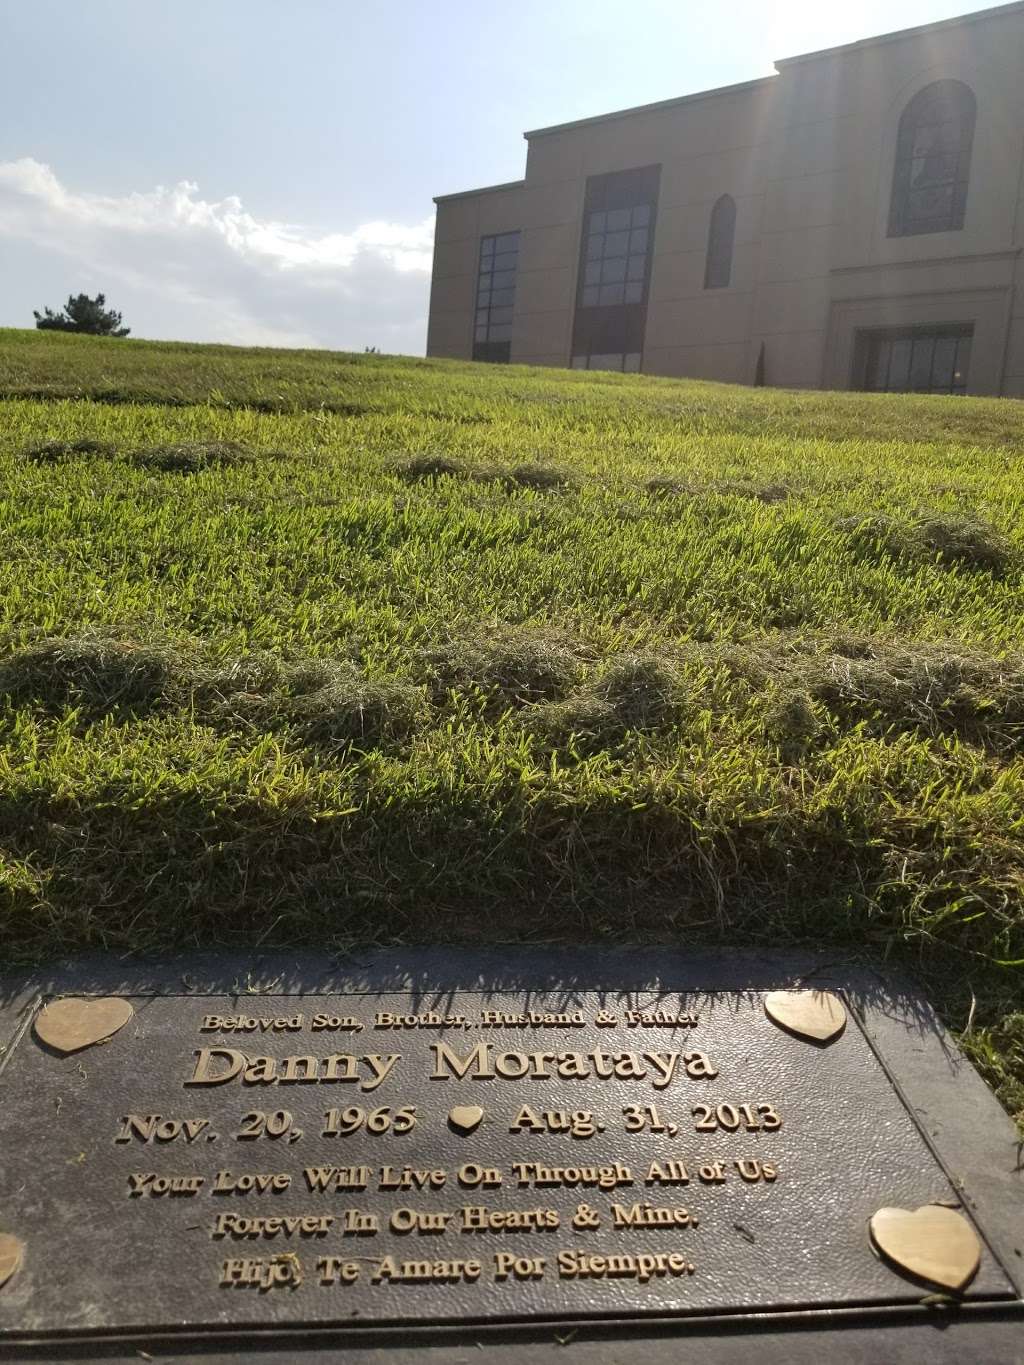 Beloved Son, Brother, Husband & Father
Danny Morataya
Nov. 20, 1965 Aug. 31, 2013
Your Love Will Live On Through All of Us
Forever In Our Hearts & Mine.
Hijo, Te Amare Por Siempre.